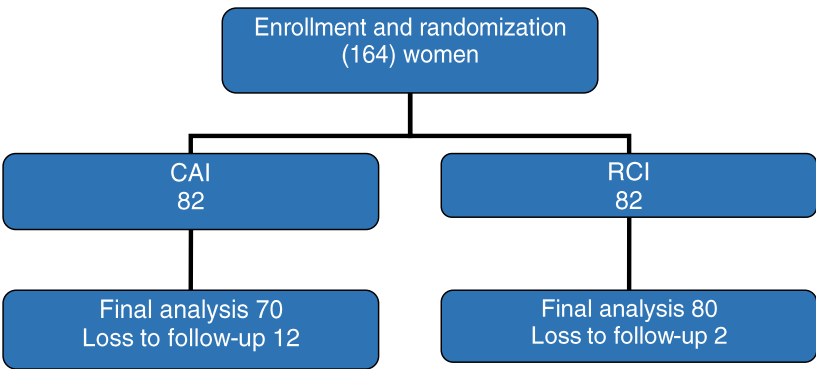 Enrollment and randomization
(164) women
CAI
82
RCI
82
Final analysis 70
Loss to follow-up 12
Final analysis 80
Loss to follow-up 2